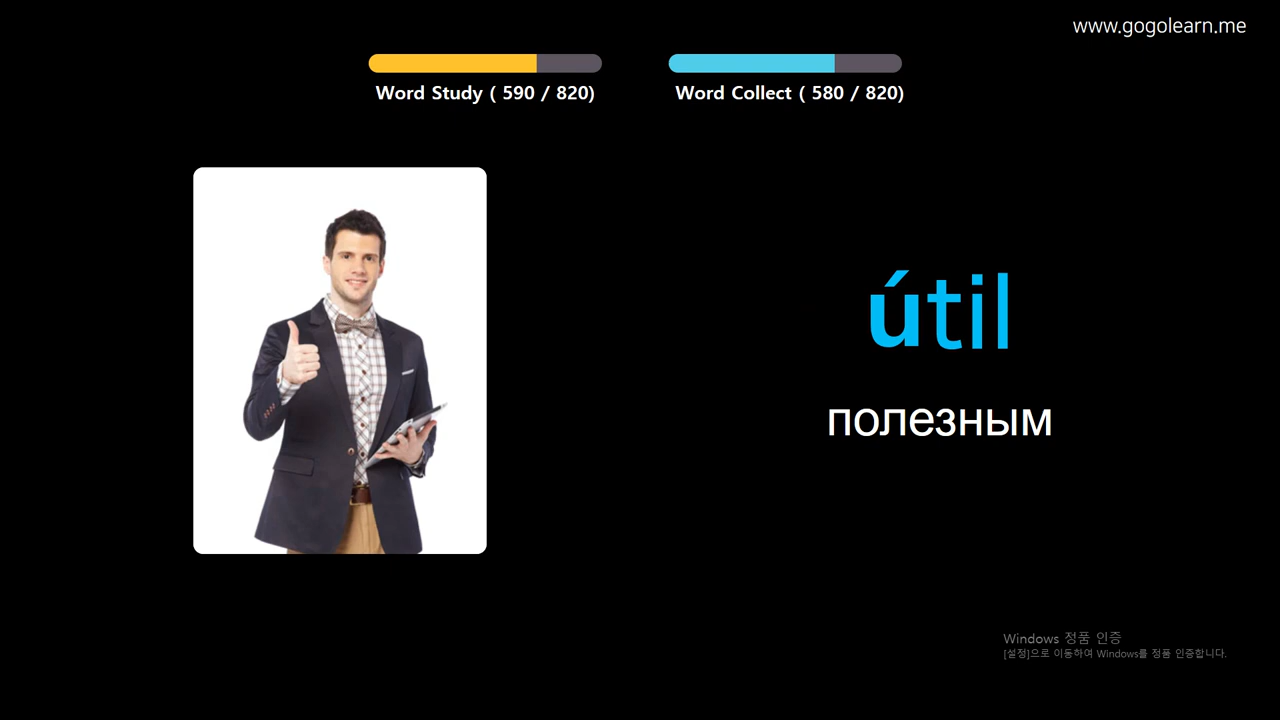 www.gogolearn.me
Word Study ( 590 / 820)
Word Collect ( 580 / 820)
útil
полезным
Windows 정품 인증
[설정]으로 이동하여 Windows를 정품 인증합니다.